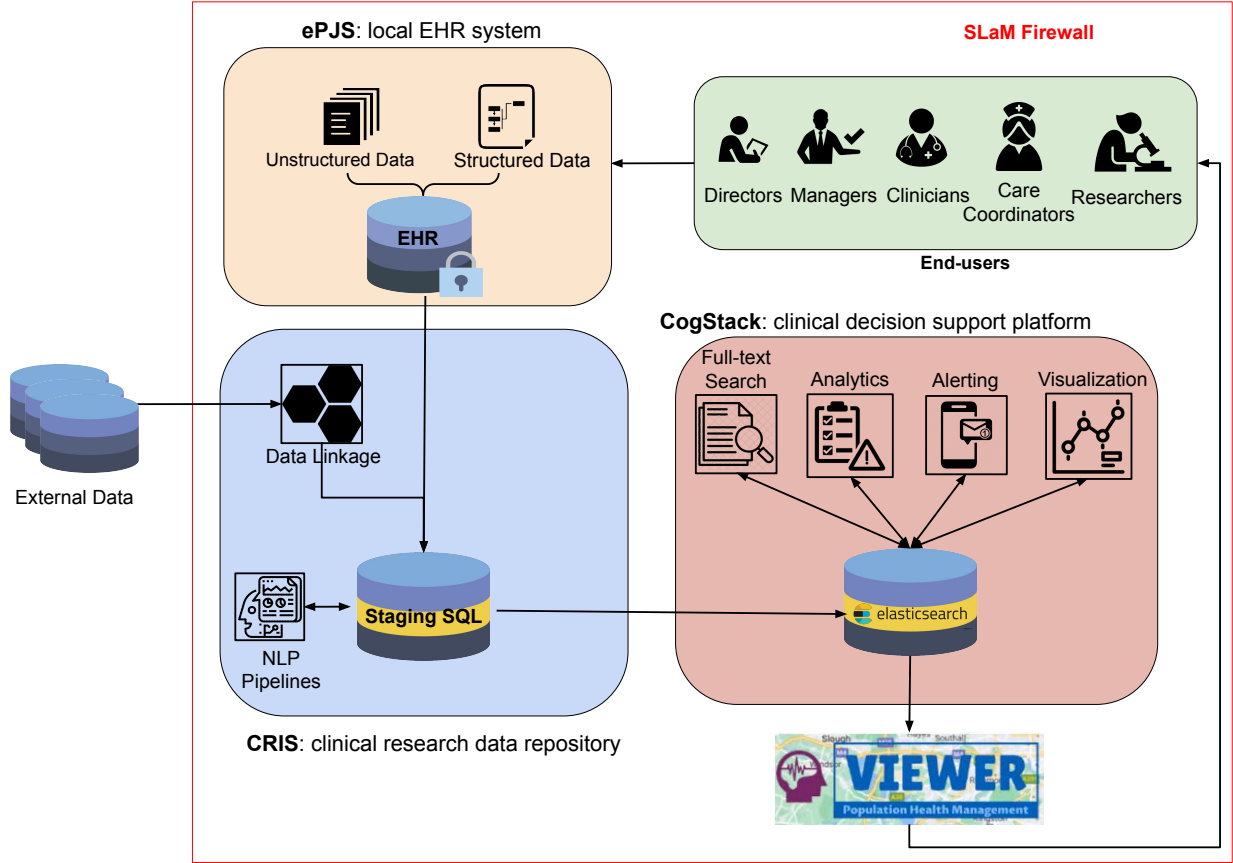 ePJS: local EHR system
SLaM Firewall
Unstructured Data
Structured Data
EHR
Directors
Managers
Clinicians
Care
Coordinators
Researchers
End-users
CogStack: clinical decision support platform
Full-text
Search
Analytics
Alerting
Visualization
Data Linkage
External Data
Staging SQL
elasticsearch
NLP
Pipelines
CRIS: clinical research data repository
Slough
Southall
VIEWER
Population Health Management